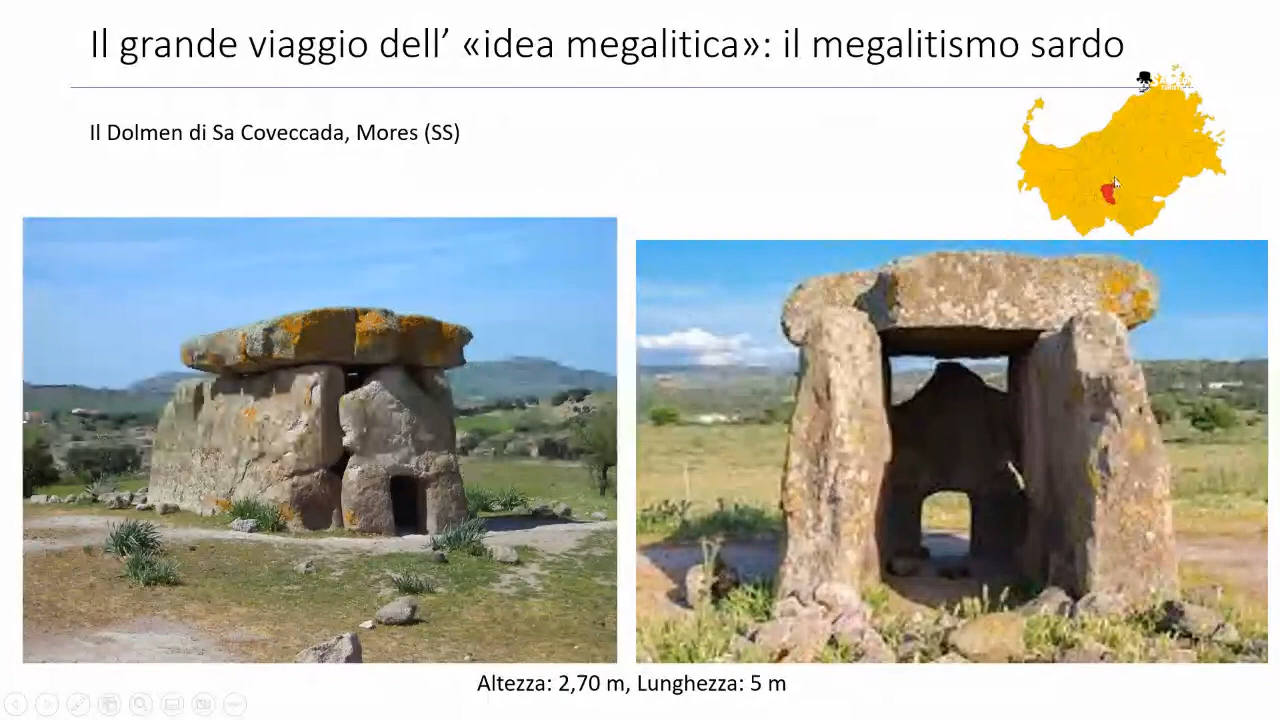 Il grande viaggio dell’ «idea megalitica»: il megalitismo sardo
Il Dolmen di Sa Coveccada, Mores (SS)
Altezza: 2,70 m, Lunghezza: 5 m